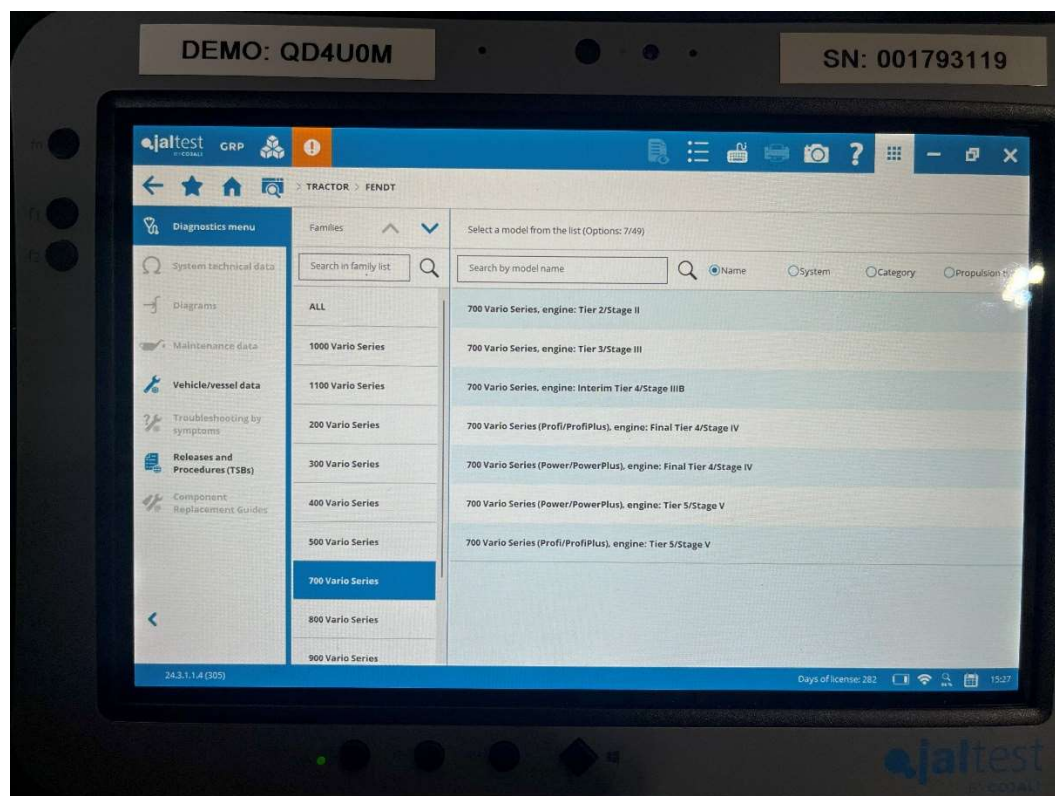 DEMO: QD4U0M
SN: 001793119
jaltest GRP
BY COJALI
> TRACTOR > FENDT
Diagnostics menu
System technical data
Diagrams
Maintenance data
Vehicle/vessel data
Troubleshooting by
symptoms
Releases and
Procedures (TSBs)
Component
Replacement Guides
Families
Search in family list
ALL
1000 Vario Series
1100 Vario Series
200 Vario Series
300 Vario Series
400 Vario Series
500 Vario Series
700 Vario Series
800 Vario Series
900 Vario Series
Select a model from the list (Options: 7/49)
Search by model name
Name System Category Propulsion
700 Vario Series, engine: Tier 2/Stage II
700 Vario Series, engine: Tier 3/Stage III
700 Vario Series, engine: Interim Tier 4/Stage IIIB
700 Vario Series (Profi/ProfiPlus), engine: Final Tier 4/Stage IV
700 Vario Series (Power/PowerPlus), engine: Final Tier 4/Stage IV
700 Vario Series (Power/PowerPlus), engine: Tier 5/Stage V
700 Vario Series (Profi/ProfiPlus), engine: Tier 5/Stage V
24.3.1.1.4 (305)
Days of license: 282
15:27
jaltest
BY COJALI